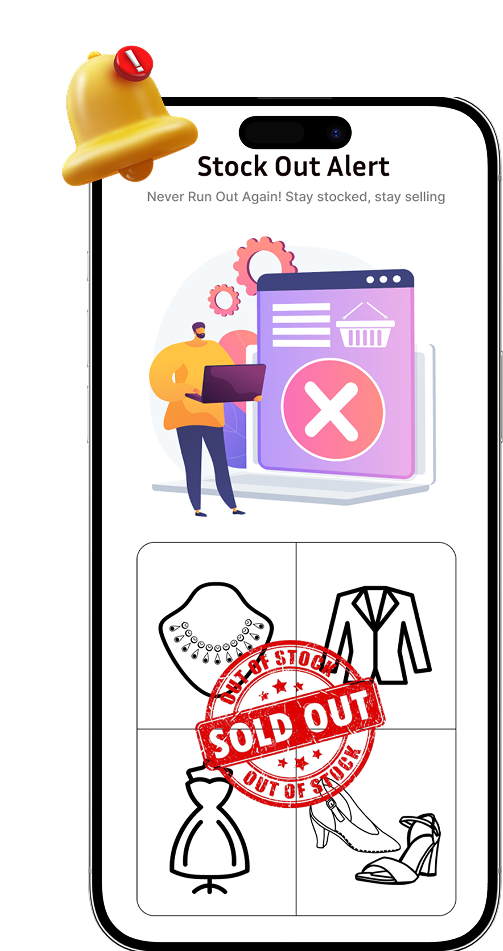 !
Stock Out Alert
Never Run Out Again! Stay stocked, stay selling
OUT OF STOCK
SOLD OUT
OUT OF STOCK